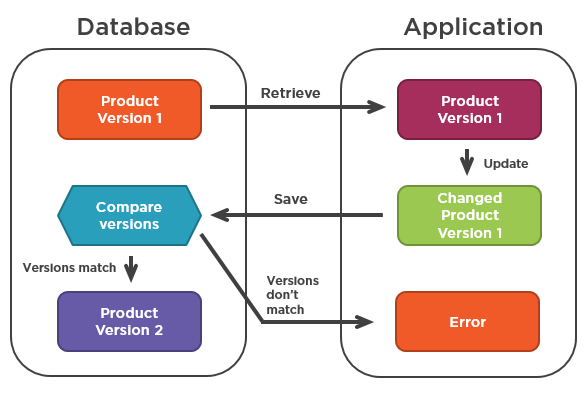 Database
Application
Product
Version 1
Retrieve
Product
Version 1
Update
Compare
versions
Save
Changed
Product
Version 1
Versions match
Versions
don't
match
Product
Version 2
Error